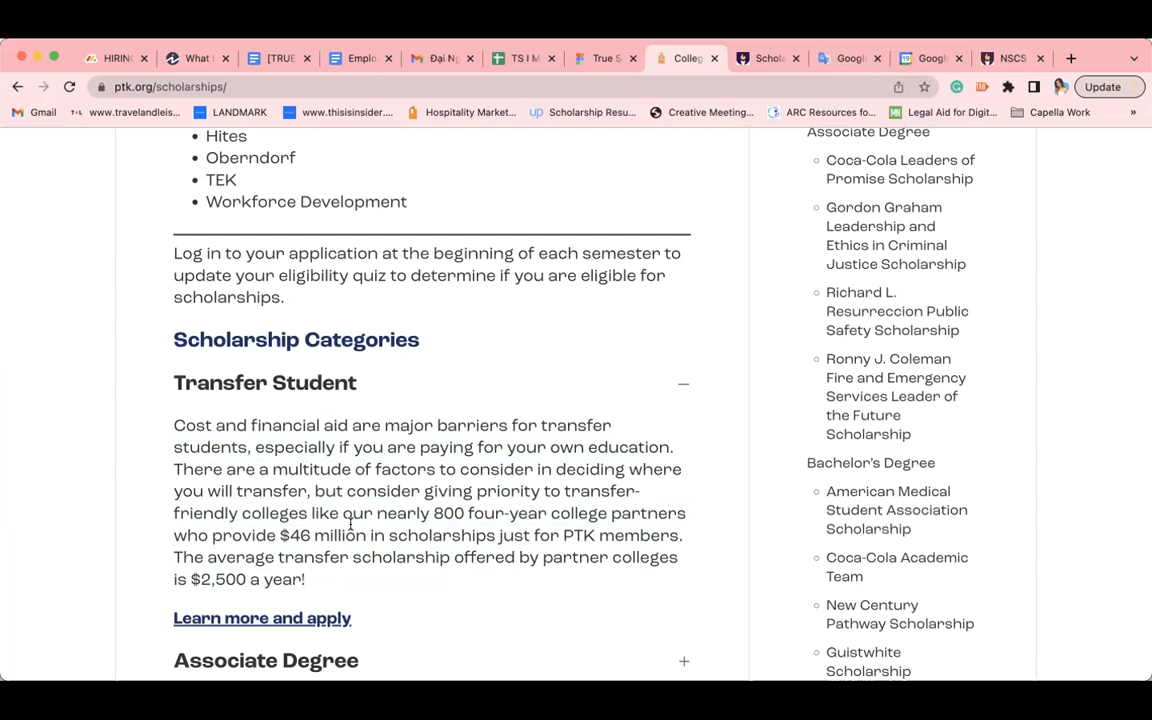 HIRING
What
[TRUE
Emplo
Đại Ng
TS I M
True S
Colleg
Schola
Google
Googl
NSCS
ptk.org/scholarships/
Update
Gmail
www.travelandleis...
LANDMARK
www.thisisinsider....
Hospitality Market...
Scholarship Resu...
Creative Meeting...
ARC Resources fo...
Legal Aid for Digit...
Capella Work
»
• Hites
• Oberndorf
• TEK
• Workforce Development
Log in to your application at the beginning of each semester to
update your eligibility quiz to determine if you are eligible for
scholarships.
Scholarship Categories
Transfer Student
Cost and financial aid are major barriers for transfer
students, especially if you are paying for your own education.
There are a multitude of factors to consider in deciding where
you will transfer, but consider giving priority to transfer-
friendly colleges like our nearly 800 four-year college partners
who provide $46 million in scholarships just for PTK members.
The average transfer scholarship offered by partner colleges
is $2,500 a year!
Learn more and apply
Associate Degree
Associate Degree
Coca-Cola Leaders of
Promise Scholarship
Gordon Graham
Leadership and
Ethics in Criminal
Justice Scholarship
Richard L.
Resurreccion Public
Safety Scholarship
Ronny J. Coleman
Fire and Emergency
Services Leader of
the Future
Scholarship
Bachelor's Degree
American Medical
Student Association
Scholarship
Coca-Cola Academic
Team
New Century
Pathway Scholarship
Guistwhite
Scholarship